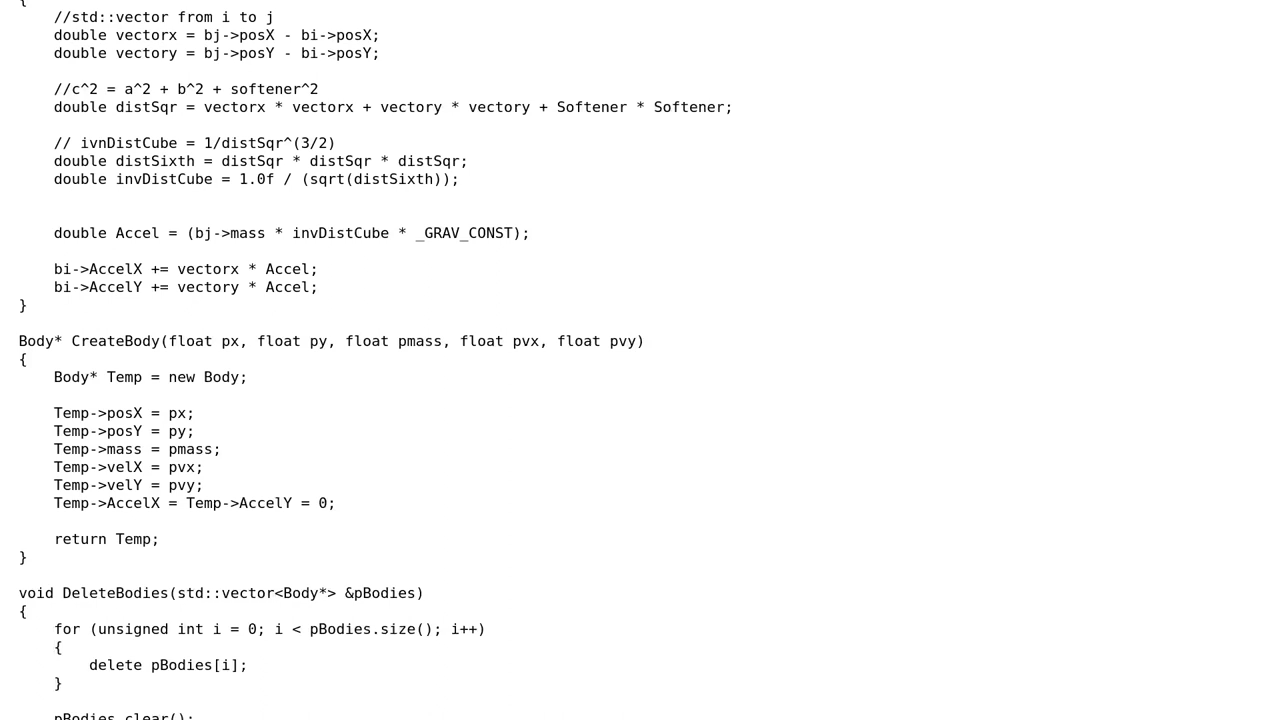 {
    //std::vector from i to j
    double vectorx = bj->posX - bi->posX;
    double vectory = bj->posY - bi->posY;

    //c^2 = a^2 + b^2 + softener^2
    double distSqr = vectorx * vectorx + vectory * vectory + Softener * Softener;

    // ivnDistCube = 1/distSqr^(3/2)
    double distSixth = distSqr * distSqr * distSqr;
    double invDistCube = 1.0f / (sqrt(distSixth));


    double Accel = (bj->mass * invDistCube * _GRAV_CONST);

    bi->AccelX += vectorx * Accel;
    bi->AccelY += vectory * Accel;
}

Body* CreateBody(float px, float py, float pmass, float pvx, float pvy)
{
    Body* Temp = new Body;

    Temp->posX = px;
    Temp->posY = py;
    Temp->mass = pmass;
    Temp->velX = pvx;
    Temp->velY = pvy;
    Temp->AccelX = Temp->AccelY = 0;

    return Temp;
}

void DeleteBodies(std::vector<Body*> &pBodies)
{
    for (unsigned int i = 0; i < pBodies.size(); i++)
    {
        delete pBodies[i];
    }

    pBodies.clear();